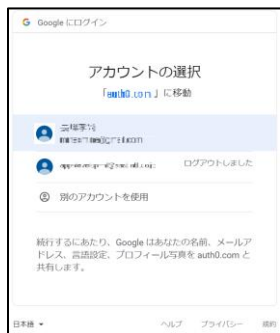 Google にログイン
アカウントの選択
「auth0.com」に移動
ログアウトしました
別のアカウントを使用
続行するにあたり、Google はあなたの名前、メールア
ドレス、言語設定、プロフィール写真を auth0.com と
共有します。
日本語 ヘルプ プライバシー 規約